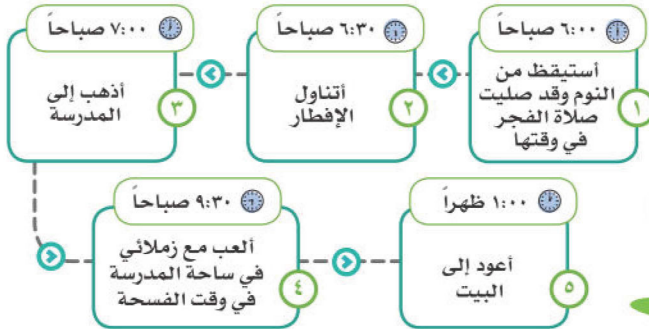 ٦:٠٠ صباحاً
أستيقظ من
النوم وقد صليت
صلاة الفجر
في وقتها
١
٦:٣٠ صباحاً
أتناول
الإفطار
٢
٧:٠٠ صباحاً
أذهب إلى
المدرسة
٣
٩:٣٠ صباحاً
ألعب مع زملائي
في ساحة المدرسة
في وقت الفسحة
٤
١:٠٠ ظهراً
أعود إلى
البيت
٥